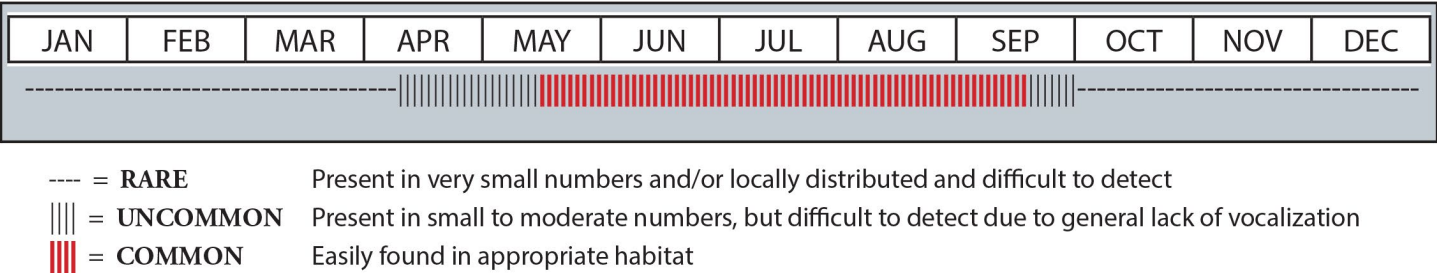 JAN FEB MAR APR MAY JUN JUL AUG SEP OCT NOV DEC
---- = RARE Present in very small numbers and/or locally distributed and difficult to detect
|||| = UNCOMMON Present in small to moderate numbers, but difficult to detect due to general lack of vocalization
|||| = COMMON Easily found in appropriate habitat